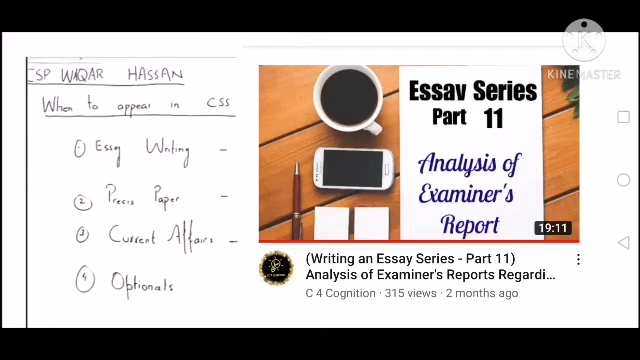 CSP WAQAR HASSAN
When to appear in CSS
① Essay Writing -
② Precis Paper -
③ Current Affairs -
④ Optionals
Essay Series
Part 11
Analysis of
Examiner's
Report
19:11
(Writing an Essay Series - Part 11)
Analysis of Examiner's Reports Regardi...
C 4 Cognition · 315 views · 2 months ago
K
KINEMASTER